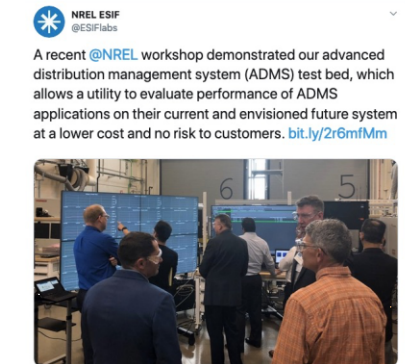 NREL ESIF
@ESIFlabs
A recent @NREL workshop demonstrated our advanced
distribution management system (ADMS) test bed, which
allows a utility to evaluate performance of ADMS
applications on their current and envisioned future system
at a lower cost and no risk to customers. bit.ly/2r6mfMm
6
5